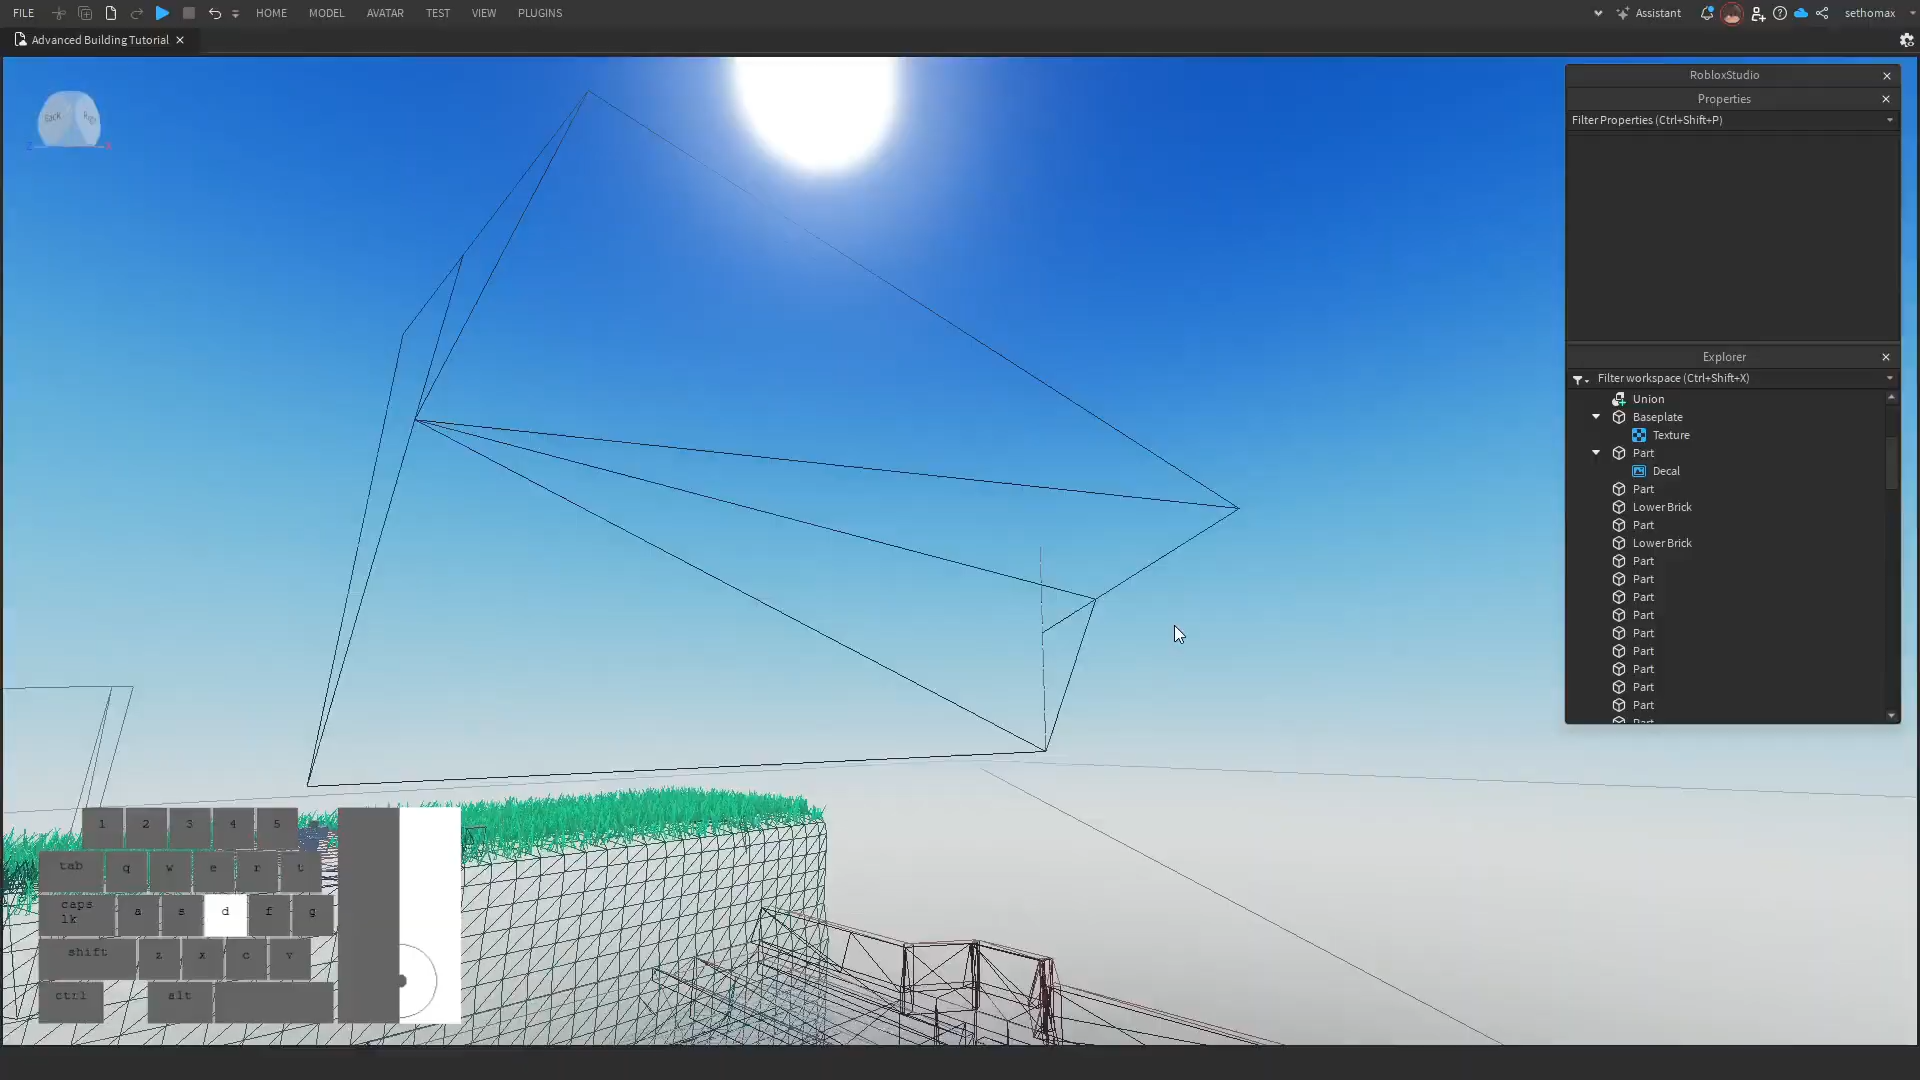 FILE
HOME
MODEL
AVATAR
TEST
VIEW
PLUGINS
Assistant
sethomax
Advanced Building Tutorial
Back
Z
X
RobloxStudio
Properties
Filter Properties (Ctrl+Shift+P)
Explorer
Filter workspace (Ctrl+Shift+X)
Union
Baseplate
Texture
Part
Decal
Part
Lower Brick
Part
Lower Brick
Part
Part
Part
Part
Part
Part
Part
Part
Part
Part
1 2 3 4 5
tab q w e r t
caps lk a s d f g
shift z x c v
ctrl alt